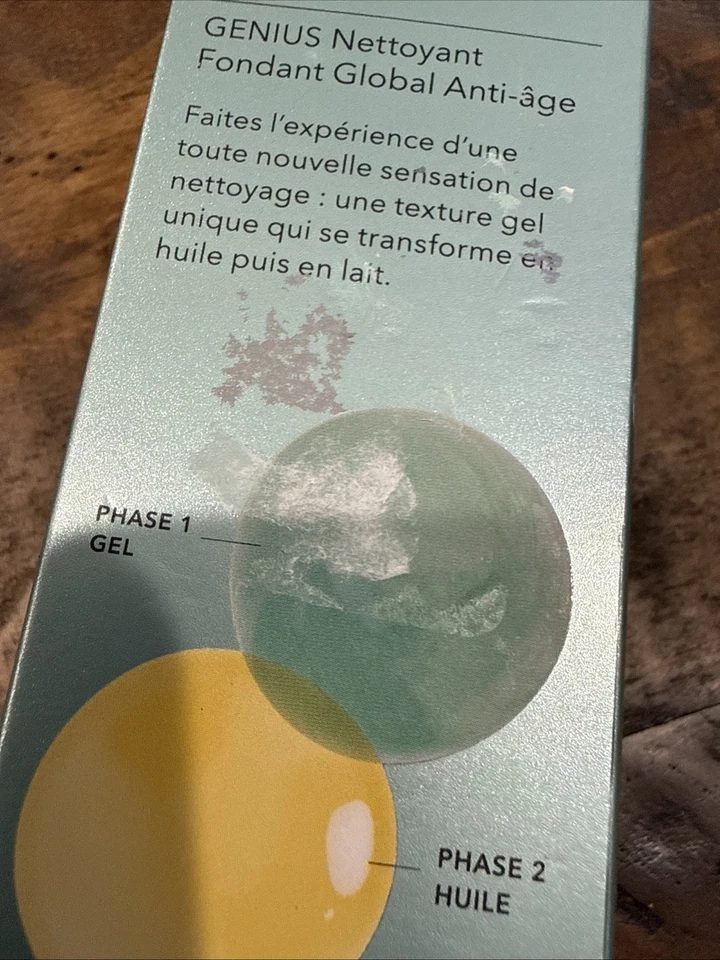 GENIUS Nettoyant
Fondant Global Anti-âge
Faites l'expérience d'une
toute nouvelle sensation de
nettoyage : une texture gel
unique qui se transforme en
huile puis en lait.
PHASE 1
GEL
PHASE 2
HUILE